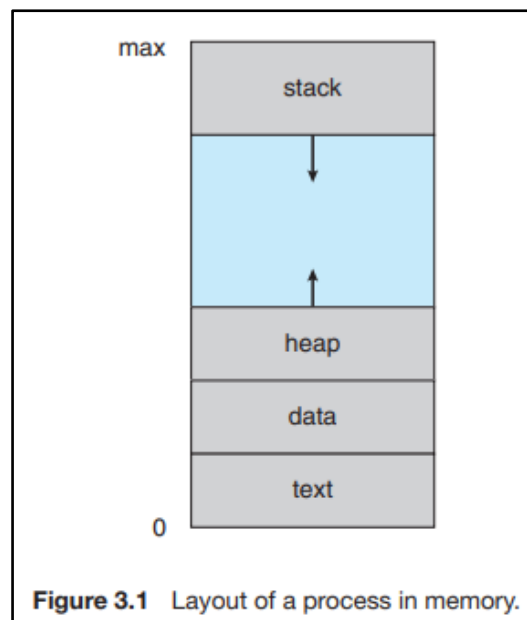 max
stack
heap
data
text
0
Figure 3.1 Layout of a process in memory.